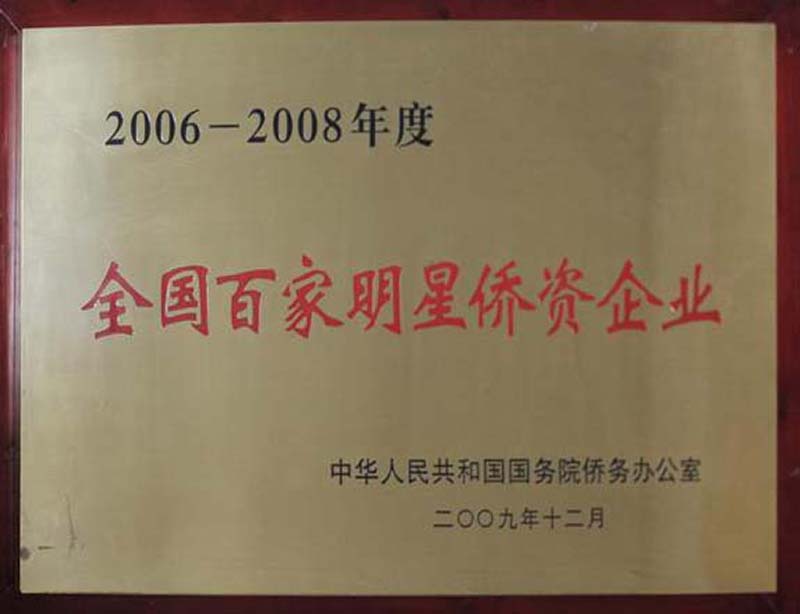 2006－2008年度
全国百家明星侨资企业
中华人民共和国国务院侨务办公室
二〇〇九年十二月